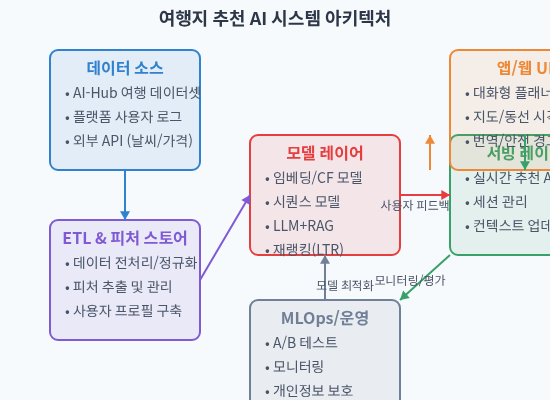 여행지 추천 AI 시스템 아키텍처
데이터 소스
• AI-Hub 여행 데이터셋
• 플랫폼 사용자 로그
• 외부 API (날씨/가격)
ETL & 피처 스토어
• 데이터 전처리/정규화
• 피처 추출 및 관리
• 사용자 프로필 구축
모델 레이어
• 임베딩/CF 모델
• 시퀀스 모델
• LLM+RAG
• 재랭킹(LTR)
앱/웹 UI
• 대화형 플래너
• 지도/동선
• 번역/안전
서빙
• 실시간 추천
• 세션 관리
• 컨텍스트
사용자 피드백
모델 최적화
모니터링/평가
MLOps/운영
• A/B 테스트
• 모니터링
• 개인정보 보호